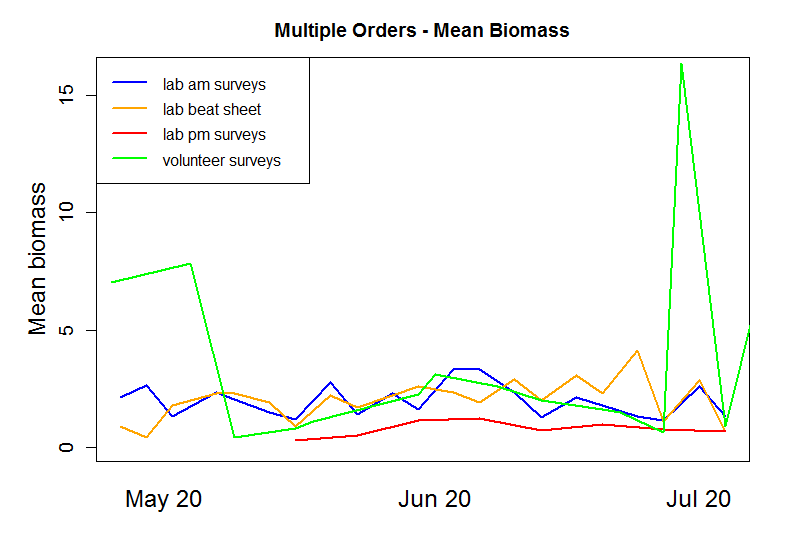 Multiple Orders - Mean Biomass
lab am surveys
lab beat sheet
lab pm surveys
volunteer surveys
Mean biomass
15
10
5
0
May 20
Jun 20
Jul 20